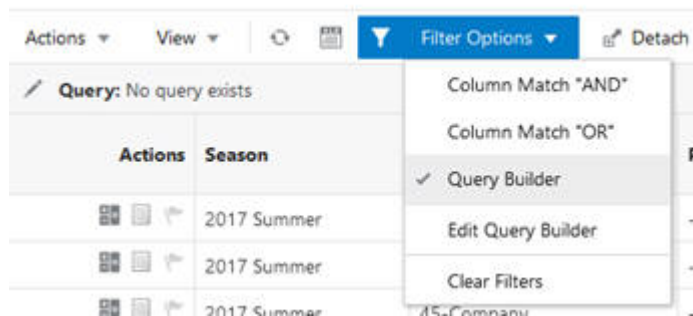 Actions View Filter Options Detach
Query: No query exists
Column Match "AND"
Column Match "OR"
Actions Season
Query Builder
2017 Summer
Edit Query Builder
2017 Summer
Clear Filters
2017 Summer 45-Company